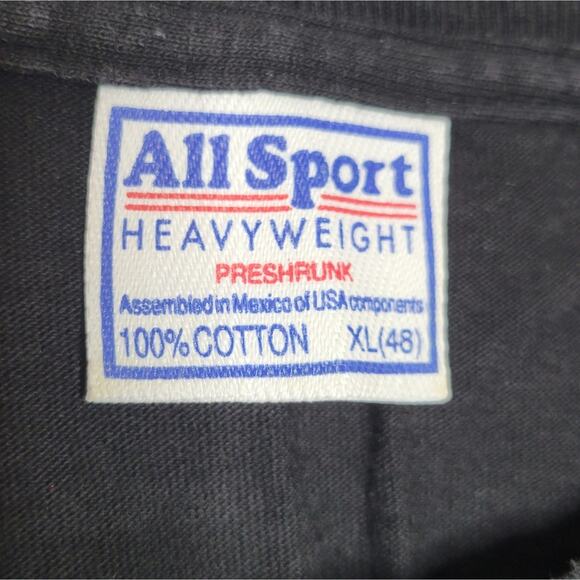 All Sport
HEAVYWEIGHT
PRESHRUNK
Assembled in Mexico of USA components
100% COTTON XL(48)